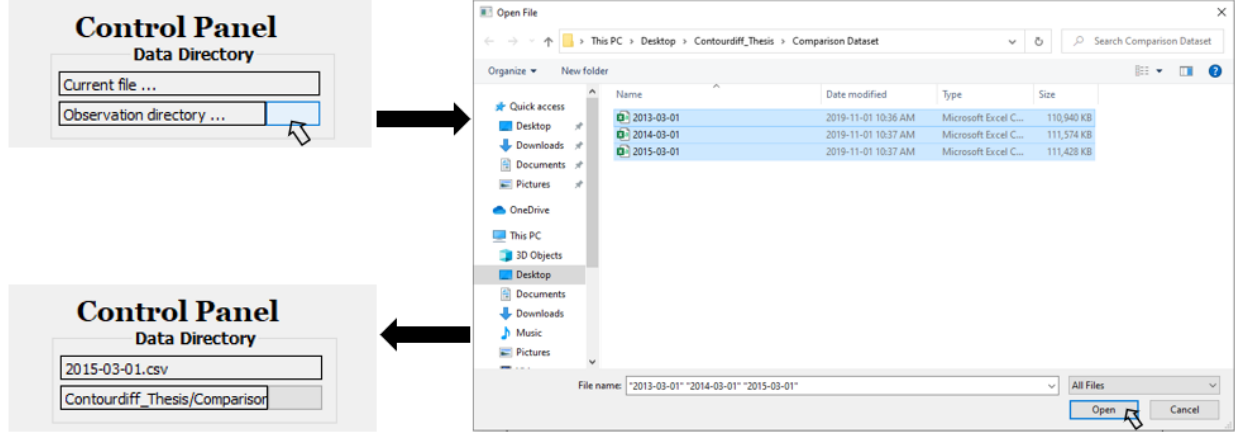 Control Panel
Data Directory
Current file ...
Observation directory ...
Open File
This PC > Desktop > Contourdiff_Thesis > Comparison Dataset
Search Comparison Dataset
Organize
New folder
Name Date modified Type Size
2013-03-01 2019-11-01 10:36 AM Microsoft Excel C... 110,940 KB
2014-03-01 2019-11-01 10:37 AM Microsoft Excel C... 111,574 KB
2015-03-01 2019-11-01 10:37 AM Microsoft Excel C... 111,428 KB
Quick access
Desktop
Downloads
Documents
Pictures
OneDrive
This PC
3D Objects
Desktop
Documents
Downloads
Music
Pictures
File name: "2013-03-01" "2014-03-01" "2015-03-01"
All Files
Open Cancel
Control Panel
Data Directory
2015-03-01.csv
Contourdiff_Thesis/Comparison